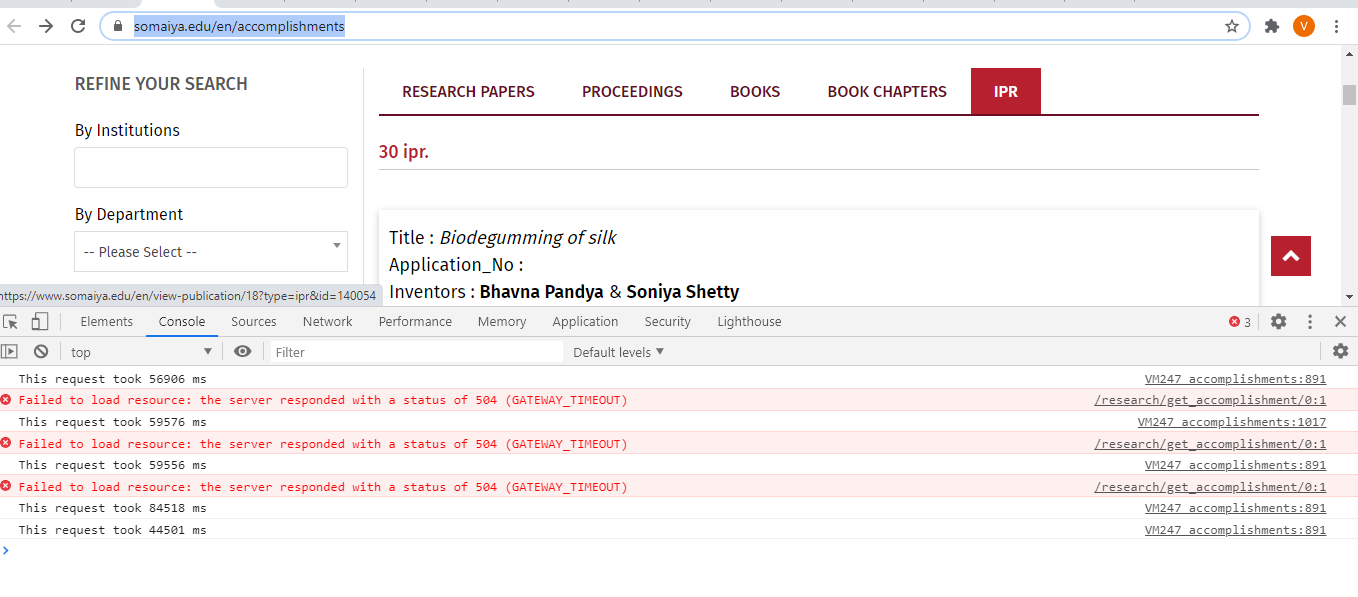 somaiya.edu/en/accomplishments
V
REFINE YOUR SEARCH
By Institutions
By Department
-- Please Select --
RESEARCH PAPERS PROCEEDINGS BOOKS BOOK CHAPTERS IPR
30 ipr.
Title : Biodegumming of silk
Application_No :
Inventors : Bhavna Pandya & Soniya Shetty
https://www.somaiya.edu/en/view-publication/18?type=ipr&id=140054
Elements Console Sources Network Performance Memory Application Security Lighthouse 3
top Filter Default levels
This request took 56906 ms VM247 accomplishments:891
Failed to load resource: the server responded with a status of 504 (GATEWAY_TIMEOUT) /research/get_accomplishment/0:1
This request took 59576 ms VM247 accomplishments:1017
Failed to load resource: the server responded with a status of 504 (GATEWAY_TIMEOUT) /research/get_accomplishment/0:1
This request took 59556 ms VM247 accomplishments:891
Failed to load resource: the server responded with a status of 504 (GATEWAY_TIMEOUT) /research/get_accomplishment/0:1
This request took 84518 ms VM247 accomplishments:891
This request took 44501 ms VM247 accomplishments:891